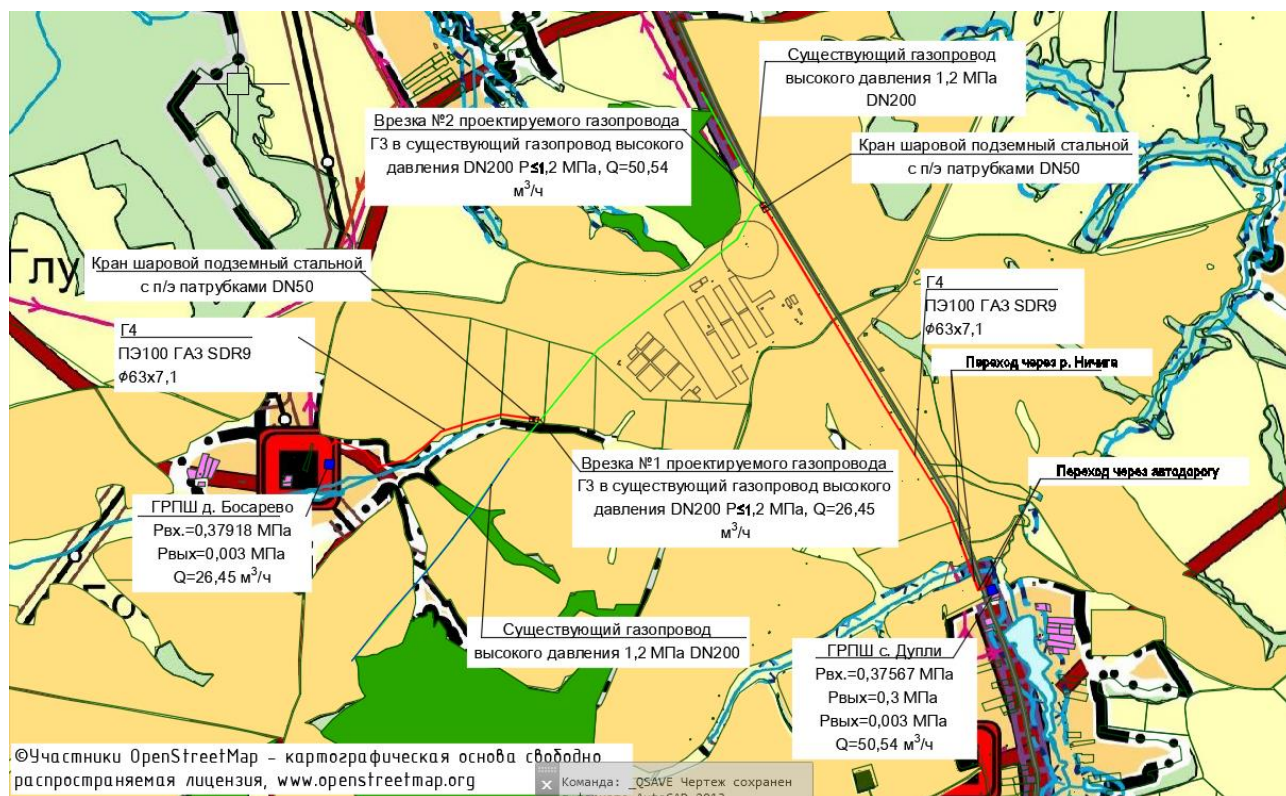 Существующий газопровод
высокого давления 1,2 МПа
DN200
Врезка №2 проектируемого газопровода
Г3 в существующий газопровод высокого
давления DN200 P≤1,2 МПа, Q=50,54
м³/ч
Кран шаровой подземный стальной
с п/э патрубками DN50
Глу
Кран шаровой подземный стальной
с п/э патрубками DN50
Г4
ПЭ100 ГАЗ SDR9
ϕ63х7,1
Г4
ПЭ100 ГАЗ SDR9
ϕ63х7,1
Переход через р. Ничига
Врезка №1 проектируемого газопровода
Г3 в существующий газопровод высокого
давления DN200 P≤1,2 МПа, Q=26,45
м³/ч
Переход через автодорогу
ГРПШ д. Босарево
Рвх.=0,37918 МПа
Рвых=0,003 МПа
Q=26,45 м³/ч
Существующий газопровод
высокого давления 1,2 МПа DN200
ГРПШ с. Дупли
Рвх.=0,37567 МПа
Рвых=0,3 МПа
Рвых=0,003 МПа
Q=50,54 м³/ч
©Участники OpenStreetMap – картографическая основа свободно
распространяемая лицензия, www.openstreetmap.org
Команда: _QSAVE Чертеж сохранен